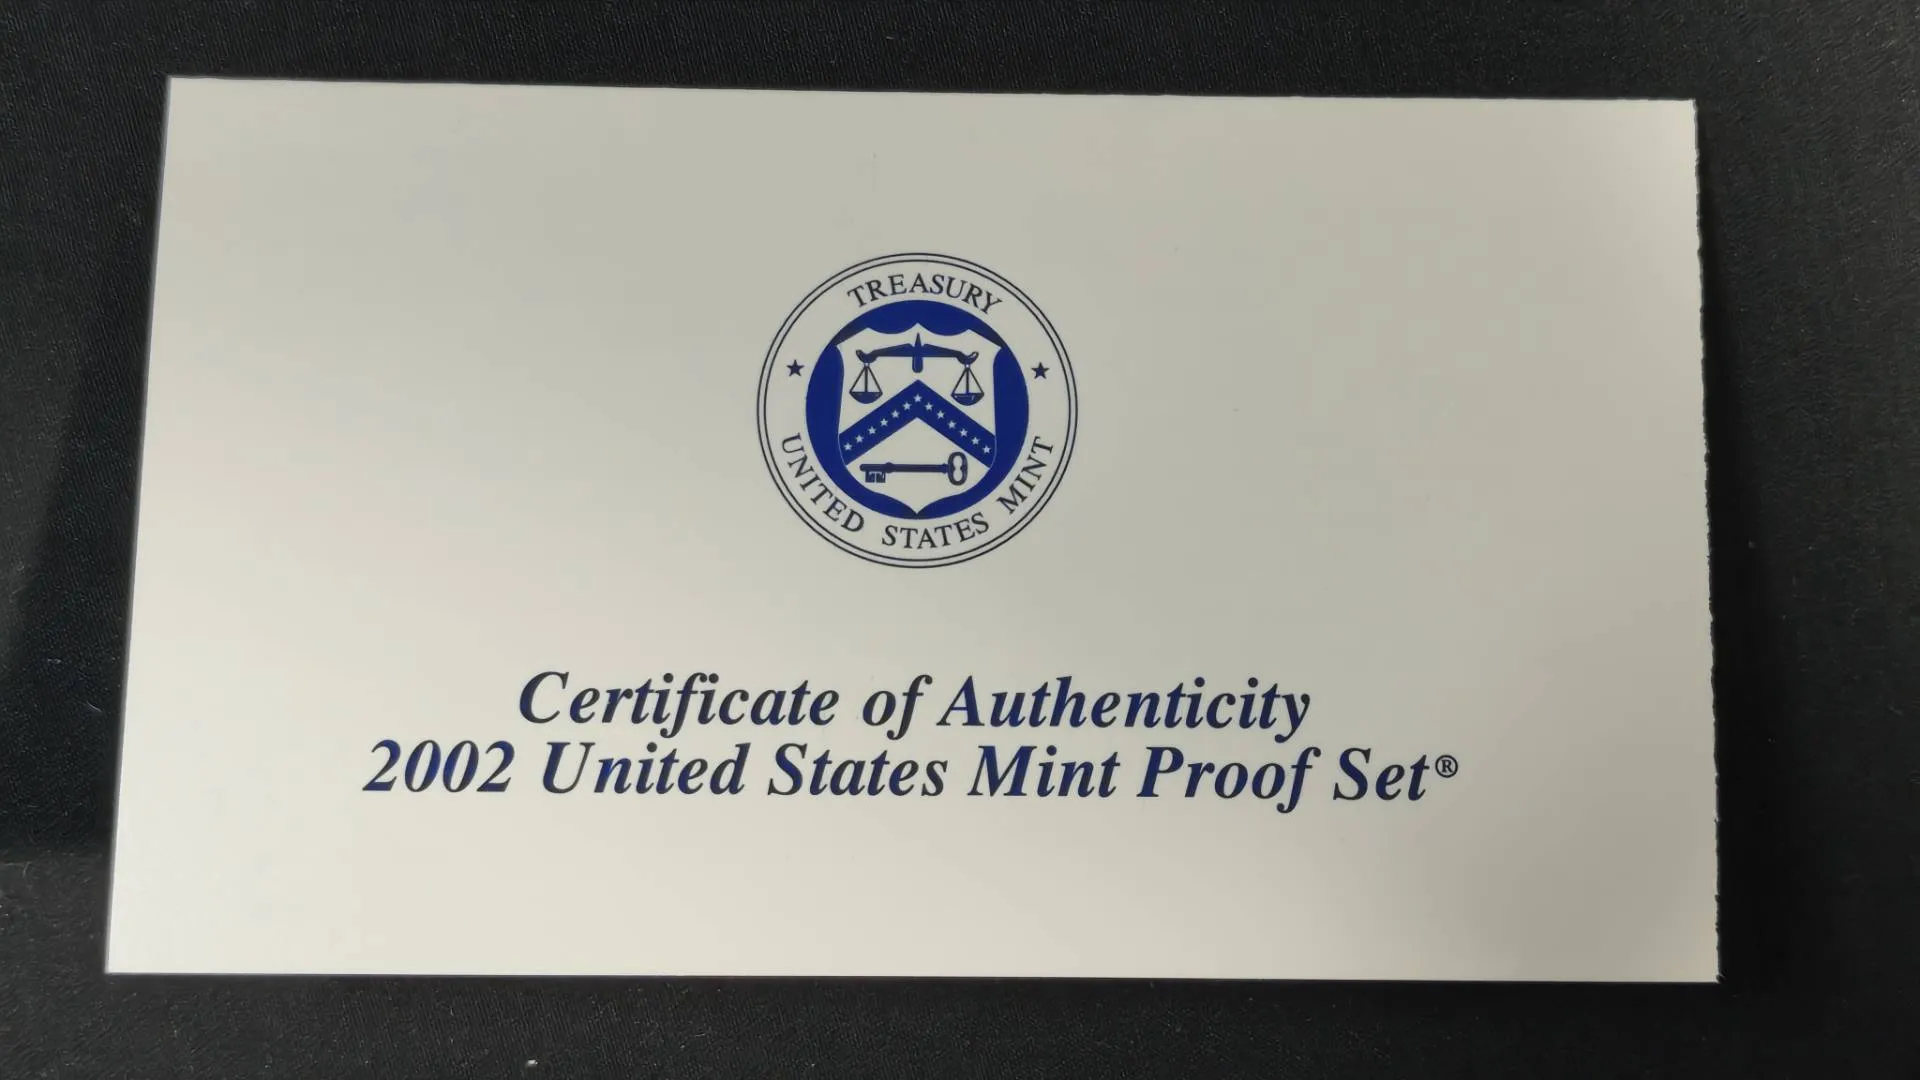 TREASURY
UNITED STATES MINT
Certificate of Authenticity
2002 United States Mint Proof Set®